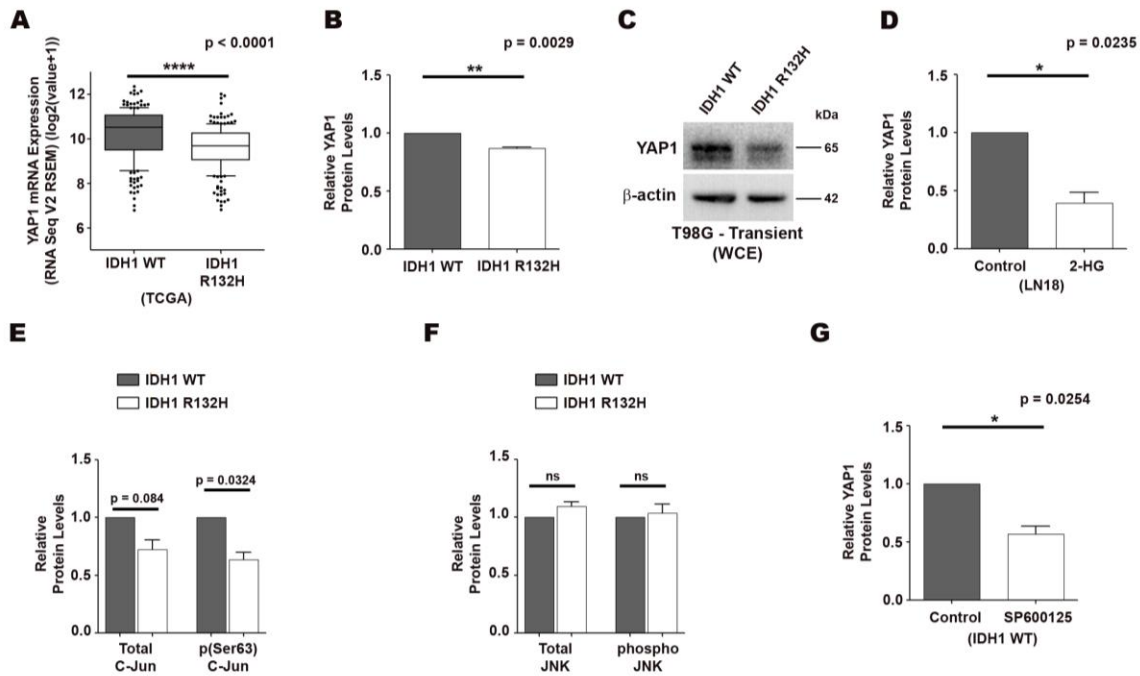 A
p < 0.0001
****
YAP1 mRNA Expression
(RNA Seq V2 RSEM) (log2(value+1))
12
10
8
6
IDH1 WT
IDH1
R132H
(TCGA)
B
p = 0.0029
**
Relative YAP1
Protein Levels
1.5
1.0
0.5
0.0
IDH1 WT
IDH1 R132H
C
IDH1 WT
IDH1 R132H
kDa
YAP1
65
β-actin
42
T98G - Transient
(WCE)
D
p = 0.0235
*
Relative YAP1
Protein Levels
1.5
1.0
0.5
0.0
Control
2-HG
(LN18)
E
IDH1 WT
IDH1 R132H
Relative
Protein Levels
1.5
1.0
0.5
0.0
p = 0.084
p = 0.0324
Total
C-Jun
p(Ser63)
C-Jun
F
IDH1 WT
IDH1 R132H
Relative
Protein Levels
1.5
1.0
0.5
0.0
ns
ns
Total
JNK
phospho
JNK
G
p = 0.0254
*
Relative YAP1
Protein Levels
1.5
1.0
0.5
0.0
Control
SP600125
(IDH1 WT)